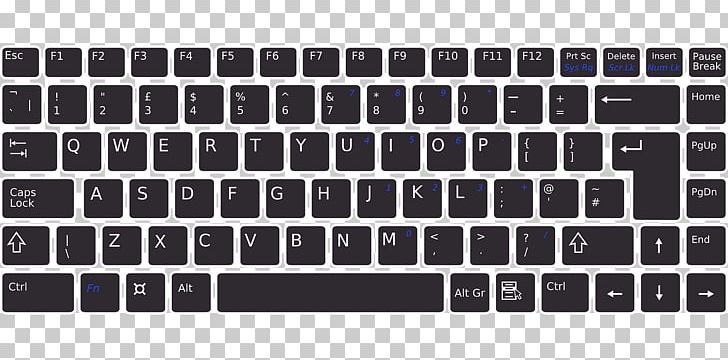 Esc F1 F2 F3 F4 F5 F6 F7 F8 F9 F10 F11 F12 Prt Sc Delete Insert Pause
Sys Rq Scr Lk Num Lk Break
¬ ! " £ $ % ^ & 7 * 8 ( 9 ) — + Home
` ¦ 1 2 3 4 5 6 7 8 9 0 - =
Q W E R T Y U 4 I 5 O 6 P { } PgUp
[ ]
Caps A S D F G H J 1 K 2 L 3 : + @ ~ PgDn
Lock ; ' #
| Z X C V B N M 0 < > ? / End
\ , . /
Ctrl Fn ¤ Alt Alt Gr Ctrl